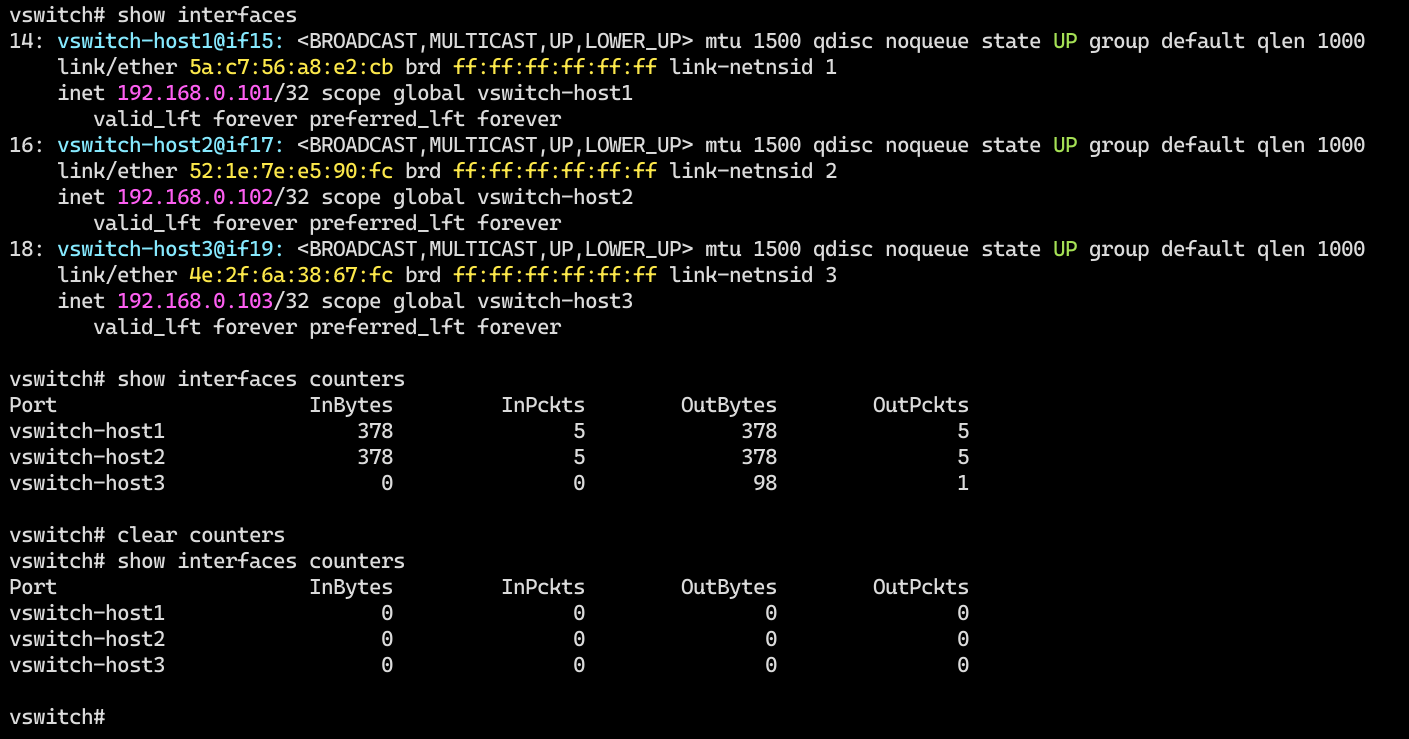 vswitch# show interfaces
14: vswitch-host1@if15: <BROADCAST,MULTICAST,UP,LOWER_UP> mtu 1500 qdisc noqueue state UP group default qlen 1000
    link/ether 5a:c7:56:a8:e2:cb brd ff:ff:ff:ff:ff:ff link-netnsid 1
    inet 192.168.0.101/32 scope global vswitch-host1
       valid_lft forever preferred_lft forever
16: vswitch-host2@if17: <BROADCAST,MULTICAST,UP,LOWER_UP> mtu 1500 qdisc noqueue state UP group default qlen 1000
    link/ether 52:1e:7e:e5:90:fc brd ff:ff:ff:ff:ff:ff link-netnsid 2
    inet 192.168.0.102/32 scope global vswitch-host2
       valid_lft forever preferred_lft forever
18: vswitch-host3@if19: <BROADCAST,MULTICAST,UP,LOWER_UP> mtu 1500 qdisc noqueue state UP group default qlen 1000
    link/ether 4e:2f:6a:38:67:fc brd ff:ff:ff:ff:ff:ff link-netnsid 3
    inet 192.168.0.103/32 scope global vswitch-host3
       valid_lft forever preferred_lft forever

vswitch# show interfaces counters
Port                     InBytes         InPckts        OutBytes        OutPckts
vswitch-host1                378               5             378               5
vswitch-host2                378               5             378               5
vswitch-host3                  0               0              98               1

vswitch# clear counters
vswitch# show interfaces counters
Port                     InBytes         InPckts        OutBytes        OutPckts
vswitch-host1                  0               0               0               0
vswitch-host2                  0               0               0               0
vswitch-host3                  0               0               0               0

vswitch#